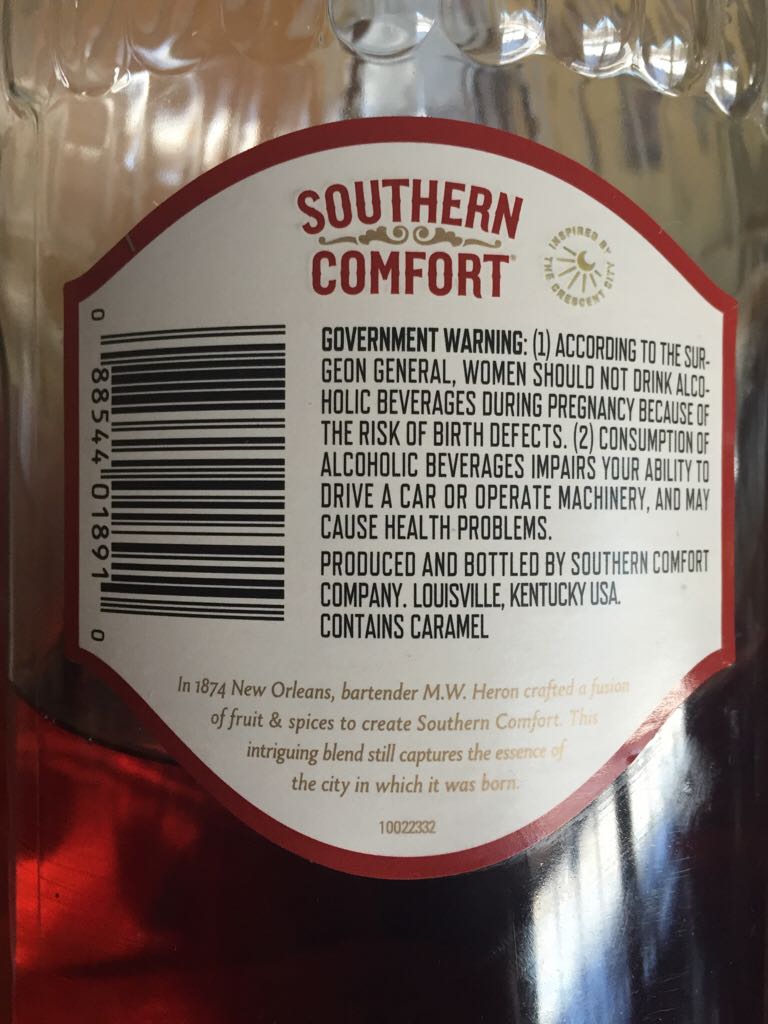 SOUTHERN
COMFORT
INSPIRED BY
THE CRESCENT CITY
0 88544 01891 0
GOVERNMENT WARNING: (1) ACCORDING TO THE SUR-
GEON GENERAL, WOMEN SHOULD NOT DRINK ALCO-
HOLIC BEVERAGES DURING PREGNANCY BECAUSE OF
THE RISK OF BIRTH DEFECTS. (2) CONSUMPTION OF
ALCOHOLIC BEVERAGES IMPAIRS YOUR ABILITY TO
DRIVE A CAR OR OPERATE MACHINERY, AND MAY
CAUSE HEALTH PROBLEMS.
PRODUCED AND BOTTLED BY SOUTHERN COMFORT
COMPANY. LOUISVILLE, KENTUCKY USA.
CONTAINS CARAMEL
In 1874 New Orleans, bartender M.W. Heron crafted a fusion
of fruit & spices to create Southern Comfort. This
intriguing blend still captures the essence of
the city in which it was born.
10022332